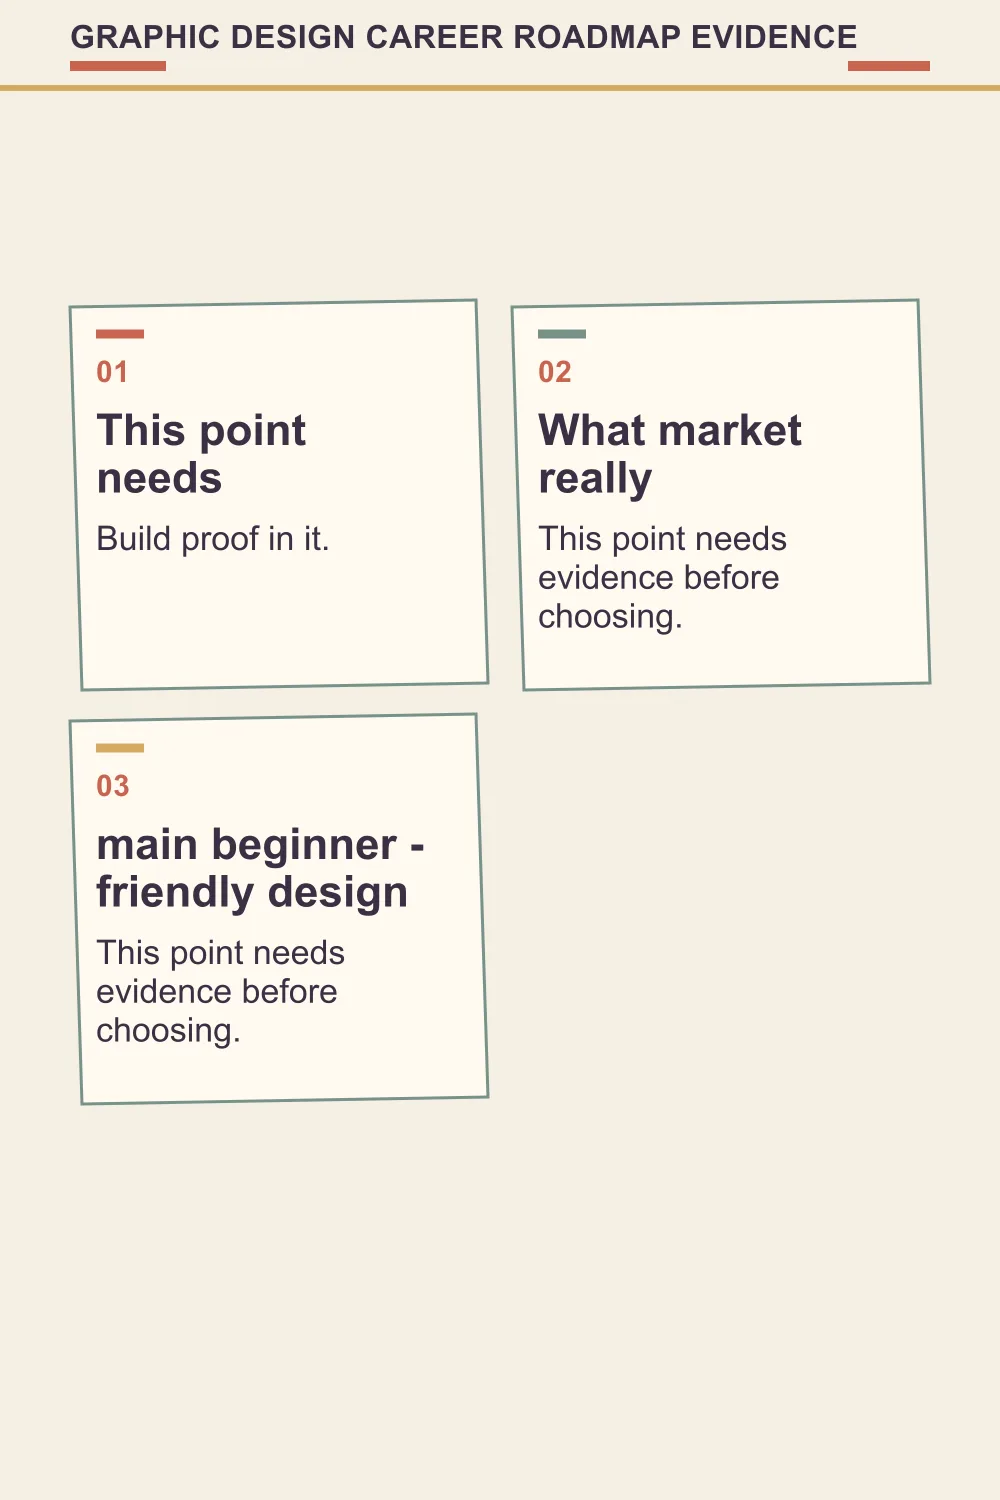 GRAPHIC DESIGN CAREER ROADMAP EVIDENCE
01
This point
needs
Build proof in it.
02
What market
really
This point needs
evidence before
choosing.
03
main beginner -
friendly design
This point needs
evidence before
choosing.